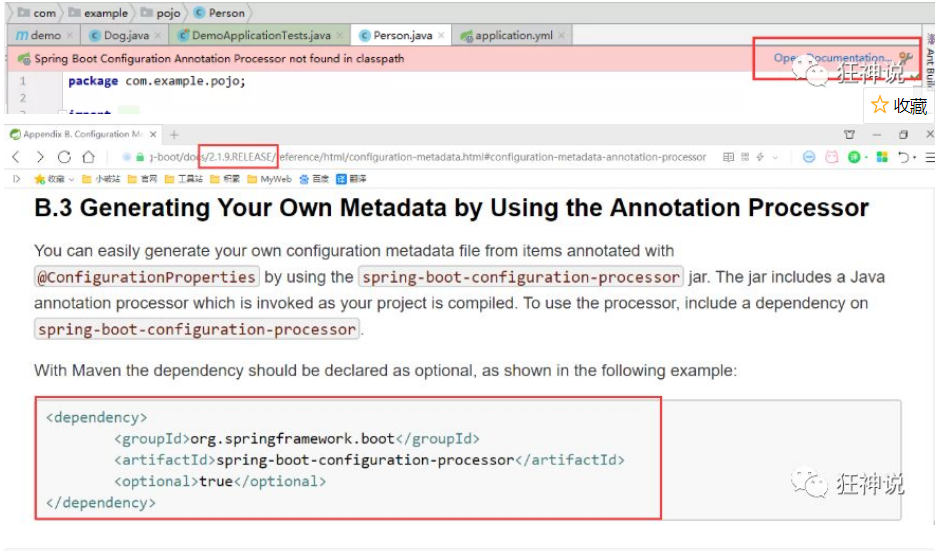 com example pojo Person
demo Dog.java DemoApplicationTests.java Person.java application.yml
Spring Boot Configuration Annotation Processor not found in classpath
Open Documentation...
狂神说
Ant Build
1 package com.example.pojo;
2
收藏
Appendix B. Configuration M
-boot/docs/2.1.9.RELEASE/reference/html/configuration-metadata.html#configuration-metadata-annotation-processor
收藏 小破站 官网 工具站 积累 MyWeb 百度 翻译
B.3 Generating Your Own Metadata by Using the Annotation Processor
You can easily generate your own configuration metadata file from items annotated with
@ConfigurationProperties by using the spring-boot-configuration-processor jar. The jar includes a Java
annotation processor which is invoked as your project is compiled. To use the processor, include a dependency on
spring-boot-configuration-processor.
With Maven the dependency should be declared as optional, as shown in the following example:
<dependency>
<groupId>org.springframework.boot</groupId>
<artifactId>spring-boot-configuration-processor</artifactId>
<optional>true</optional>
</dependency>
狂神说